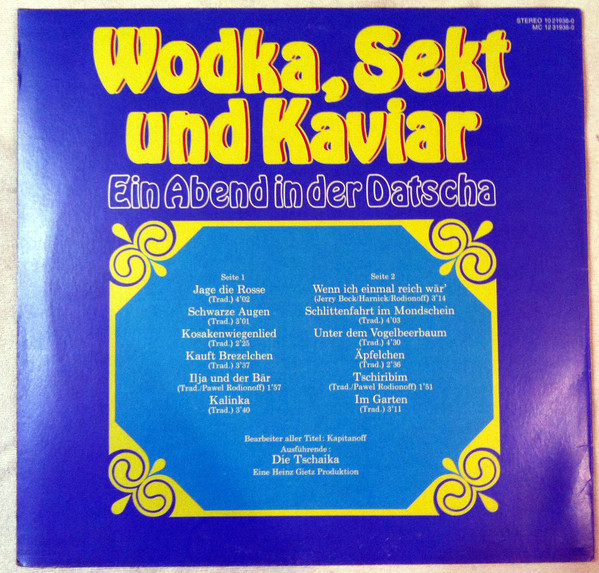 STEREO 10 21936-0
MC 12 31936-0
Wodka, Sekt
und Kaviar
Ein Abend in der Datscha
Seite 1
Jage die Rosse
(Trad.) 4'02
Schwarze Augen
(Trad.) 3'01
Kosakenwiegenlied
(Trad.) 2'25
Kauft Brezelchen
(Trad.) 3'37
Ilja und der Bär
(Trad./Pawel Rodionoff) 1'57
Kalinka
(Trad.) 3'40
Seite 2
Wenn ich einmal reich wär'
(Jerry Bock/Harnick/Rodionoff) 3'14
Schlittenfahrt im Mondschein
(Trad.) 4'03
Unter dem Vogelbeerbaum
(Trad.) 4'30
Äpfelchen
(Trad.) 2'36
Tschiribim
(Trad./Pawel Rodionoff) 1'51
Im Garten
(Trad.) 3'11
Bearbeiter aller Titel: Kapitanoff
Ausführende:
Die Tschaika
Eine Heinz Gietz Produktion